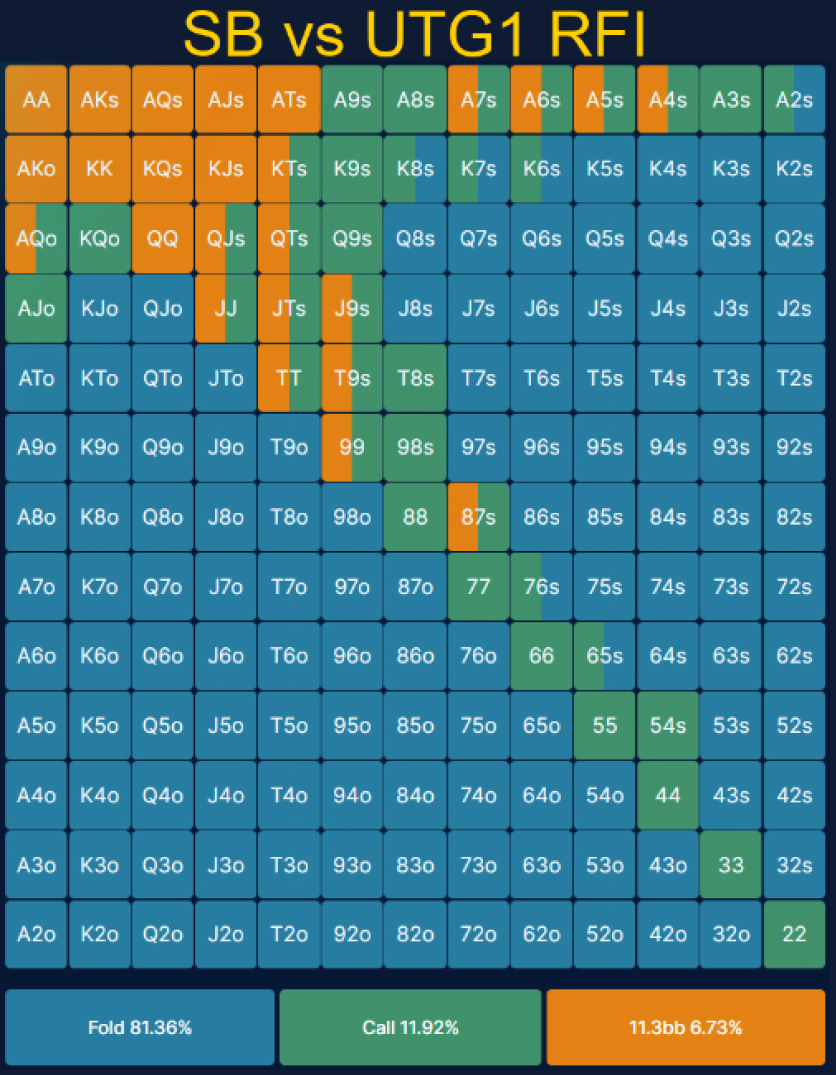 SB vs UTG1 RFI
AA AKs AQs AJs ATs A9s A8s A7s A6s A5s A4s A3s A2s
AKo KK KQs KJs KTs K9s K8s K7s K6s K5s K4s K3s K2s
AQo KQo QQ QJs QTs Q9s Q8s Q7s Q6s Q5s Q4s Q3s Q2s
AJo KJo QJo JJ JTs J9s J8s J7s J6s J5s J4s J3s J2s
ATo KTo QTo JTo TT T9s T8s T7s T6s T5s T4s T3s T2s
A9o K9o Q9o J9o T9o 99 98s 97s 96s 95s 94s 93s 92s
A8o K8o Q8o J8o T8o 98o 88 87s 86s 85s 84s 83s 82s
A7o K7o Q7o J7o T7o 97o 87o 77 76s 75s 74s 73s 72s
A6o K6o Q6o J6o T6o 96o 86o 76o 66 65s 64s 63s 62s
A5o K5o Q5o J5o T5o 95o 85o 75o 65o 55 54s 53s 52s
A4o K4o Q4o J4o T4o 94o 84o 74o 64o 54o 44 43s 42s
A3o K3o Q3o J3o T3o 93o 83o 73o 63o 53o 43o 33 32s
A2o K2o Q2o J2o T2o 92o 82o 72o 62o 52o 42o 32o 22
Fold 81.36% Call 11.92% 11.3bb 6.73%